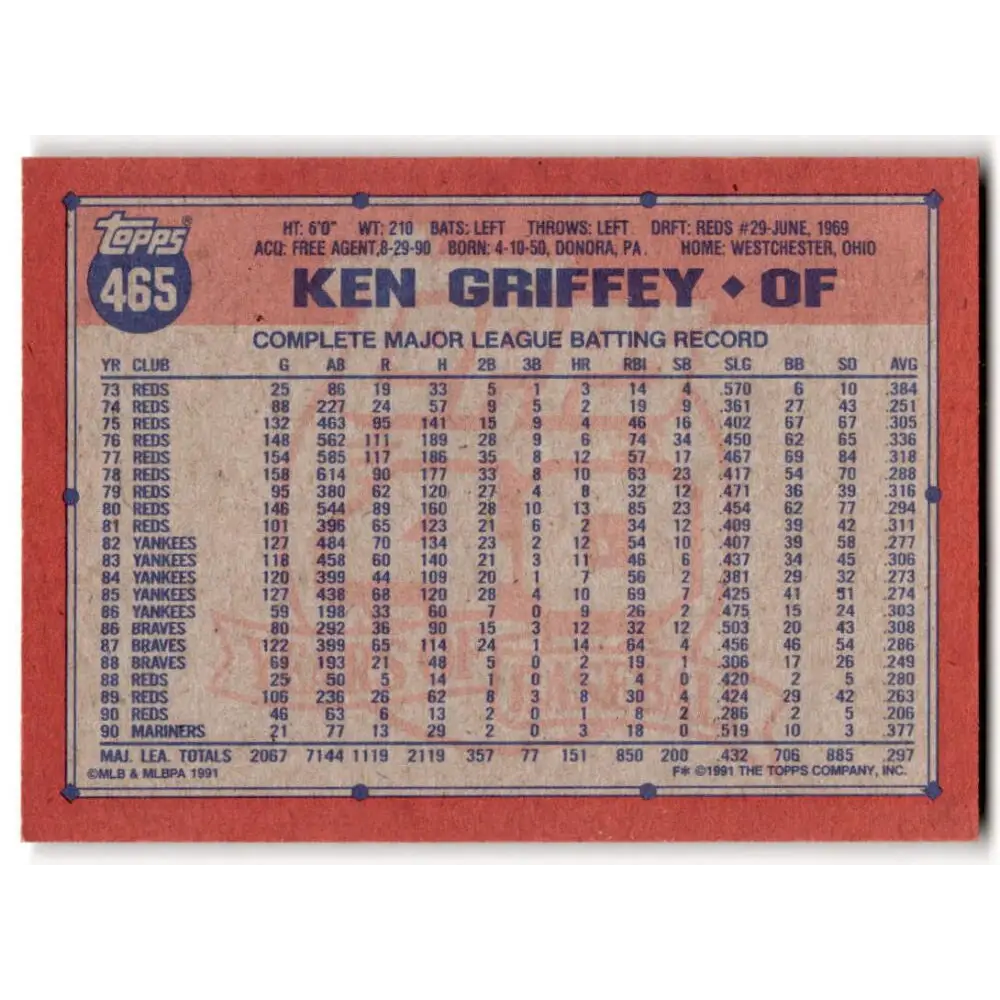 Topps®
465
HT: 6'0" WT: 210 BATS: LEFT THROWS: LEFT DRFT: REDS #29-JUNE, 1969
ACQ: FREE AGENT,8-29-90 BORN: 4-10-50, DONORA, PA. HOME: WESTCHESTER, OHIO
KEN GRIFFEY ◆ OF
COMPLETE MAJOR LEAGUE BATTING RECORD
YR CLUB G AB R H 2B 3B HR RBI SB SLG BB SO AVG
73 REDS 25 86 19 33 5 1 3 14 4 .570 6 10 .384
74 REDS 88 227 24 57 9 5 2 19 9 .361 27 43 .251
75 REDS 132 463 95 141 15 9 4 46 16 .402 67 67 .305
76 REDS 148 562 111 189 28 9 6 74 34 .450 62 65 .336
77 REDS 154 585 117 186 35 8 12 57 17 .467 69 84 .318
78 REDS 158 614 90 177 33 8 10 63 23 .417 54 70 .288
79 REDS 95 380 62 120 27 4 8 32 12 .471 36 39 .316
80 REDS 146 544 89 160 28 10 13 85 23 .454 62 77 .294
81 REDS 101 396 65 123 21 6 2 34 12 .409 39 42 .311
82 YANKEES 127 484 70 134 23 2 12 54 10 .407 39 58 .277
83 YANKEES 118 458 60 140 21 3 11 46 6 .437 34 45 .306
84 YANKEES 120 399 44 109 20 1 7 56 2 .381 29 32 .273
85 YANKEES 127 438 68 120 28 4 10 69 7 .425 41 51 .274
86 YANKEES 59 198 33 60 7 0 9 26 2 .475 15 24 .303
86 BRAVES 80 292 36 90 15 3 12 32 12 .503 20 43 .308
87 BRAVES 122 399 65 114 24 1 14 64 4 .456 46 54 .286
88 BRAVES 69 193 21 48 5 0 2 19 1 .306 17 26 .249
88 REDS 25 50 5 14 1 0 2 4 0 .420 2 5 .280
89 REDS 106 236 26 62 8 3 8 30 4 .424 29 42 .263
90 REDS 46 63 6 13 2 0 1 8 2 .286 2 5 .206
90 MARINERS 21 77 13 29 2 0 3 18 0 .519 10 3 .377
MAJ. LEA. TOTALS 2067 7144 1119 2119 357 77 151 850 200 .432 706 885 .297
©MLB & MLBPA 1991 F* ©1991 THE TOPPS COMPANY, INC.